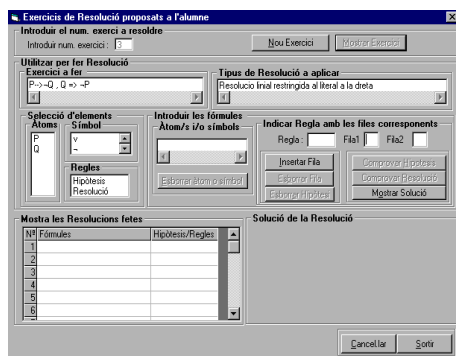 Exercicis de Resolució proposats a l'alumne
Introduir el num. exerci a resoldre
Introduir num. exercici : 3
Nou Exercici
Mostrar Exercici
Utilitzar per fer Resolució
Exercici a fer
P-->¬Q , Q => ¬P
Tipus de Resolució a aplicar
Resolucio linial restringida al literal a la dreta
Selecció d'elements
Àtoms
P
Q
Símbol
v
¬
Regles
Hipòtesis
Resolució
Introduir les fórmules
Àtom/s i/o símbols
Esborrar àtom o símbol
Indicar Regla amb les files corresponents
Regla :
Fila1
Fila2
Insertar Fila
Esborrar Fila
Esborrar Hipòtesi
Comprovar Hipòtesis
Comprovar Resolució
Mostrar Solució
Mostra les Resolucions fetes
Nº Fórmules Hipòtesis/Regles
1
2
3
4
5
6
Solució de la Resolució
Cancel.lar
Sortir